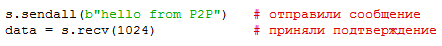 s.sendall(b"hello from P2P")   # отправили сообщение
data = s.recv(1024)            # приняли подтверждение